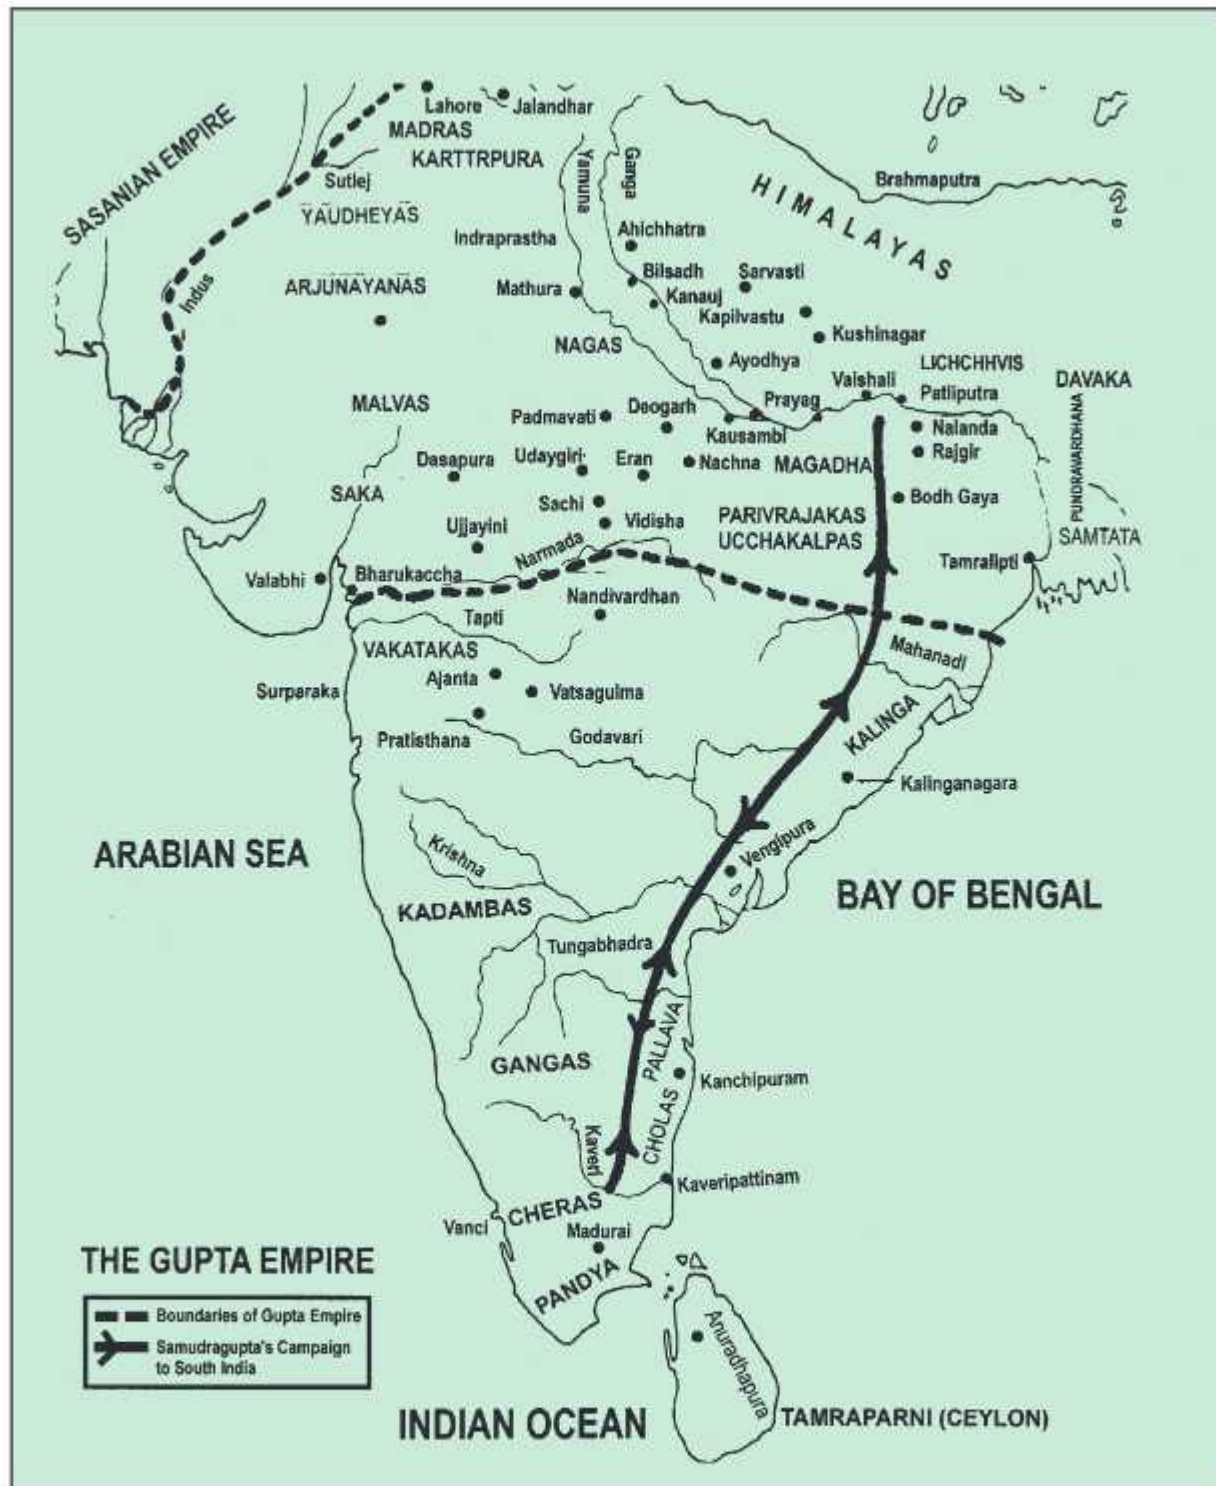 Lahore
Jalandhar
MADRAS
KARTTRPURA
SASANIAN EMPIRE
Sutlej
Yamuna
Ganga
HIMALAYAS
Brahmaputra
YAUDHEYAS
Indraprastha
Ahichhatra
Indus
ARJUNAYANAS
Mathura
Bilsadh
Sarvasti
Kanauj
Kapilvastu
Kushinagar
NAGAS
Ayodhya
LICHCHHVIS
Vaishali
Patliputra
DAVAKA
PUNDRAVARDHANA
MALVAS
Padmavati
Deogarh
Prayag
Kausambi
Nalanda
Rajgir
Dasapura
Udaygiri
Eran
Nachna
MAGADHA
SAKA
Sachi
Bodh Gaya
Vidisha
PARIVRAJAKAS
UCCHAKALPAS
SAMTATA
Ujjayini
Narmada
Tamralipti
Valabhi
Bharukaccha
Nandivardhan
Tapti
VAKATAKAS
Mahanadi
Ajanta
Vatsagulma
Surparaka
Pratisthana
Godavari
KALINGA
Kalinganagara
ARABIAN SEA
Krishna
Vengipura
BAY OF BENGAL
KADAMBAS
Tungabhadra
PALLAVA
GANGAS
Kanchipuram
CHOLAS
Kaveri
Kaveripattinam
CHERAS
Vanci
Madurai
PANDYA
THE GUPTA EMPIRE
Boundaries of Gupta Empire
Samudragupta's Campaign
to South India
Anuradhapura
INDIAN OCEAN
TAMRAPARNI (CEYLON)